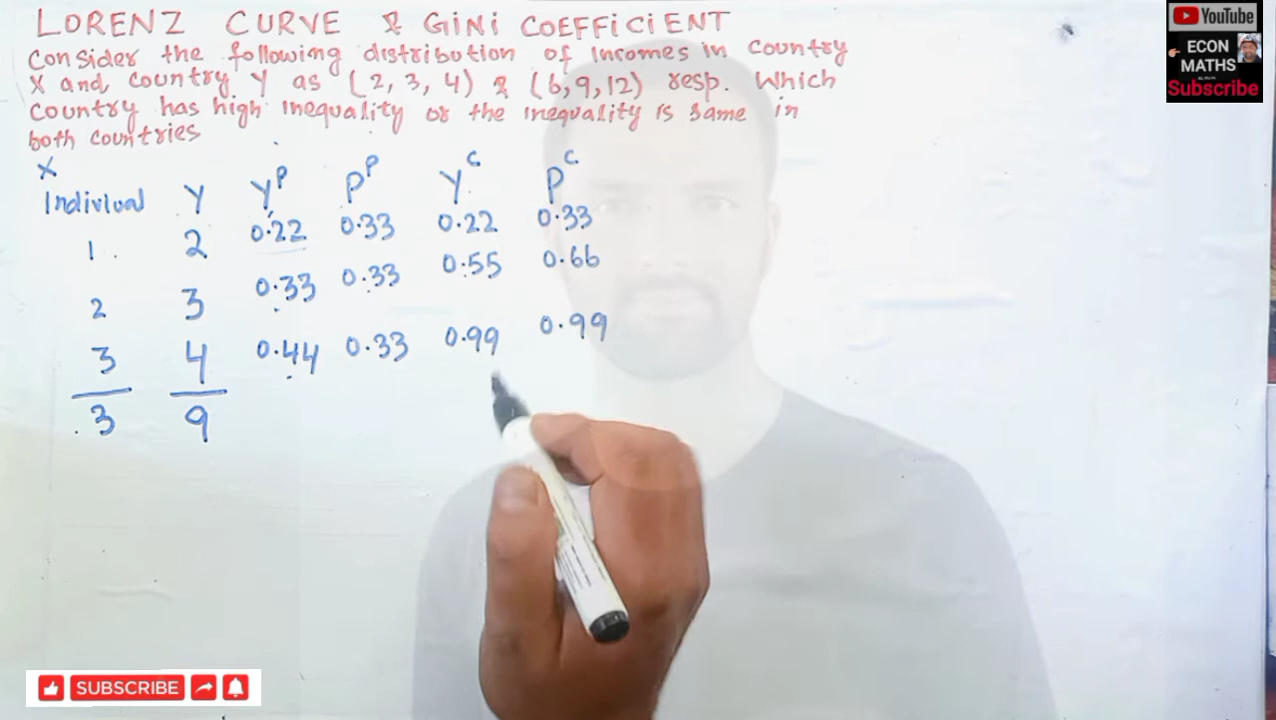 LORENZ CURVE & GINI COEFFICIENT
Consider the following distribution of Incomes in country
X and country Y as (2, 3, 4) & (6, 9, 12) resp. Which
Country has high inequality or the inequality is same in
both countries
X
Indiviual Y Y^P P^P Y^C P^C
1. 2 0.22 0.33 0.22 0.33
2 3 0.33 0.33 0.55 0.66
3 4 0.44 0.33 0.99 0.99
3 9
YouTube
ECON
MATHS
Subscribe
SUBSCRIBE